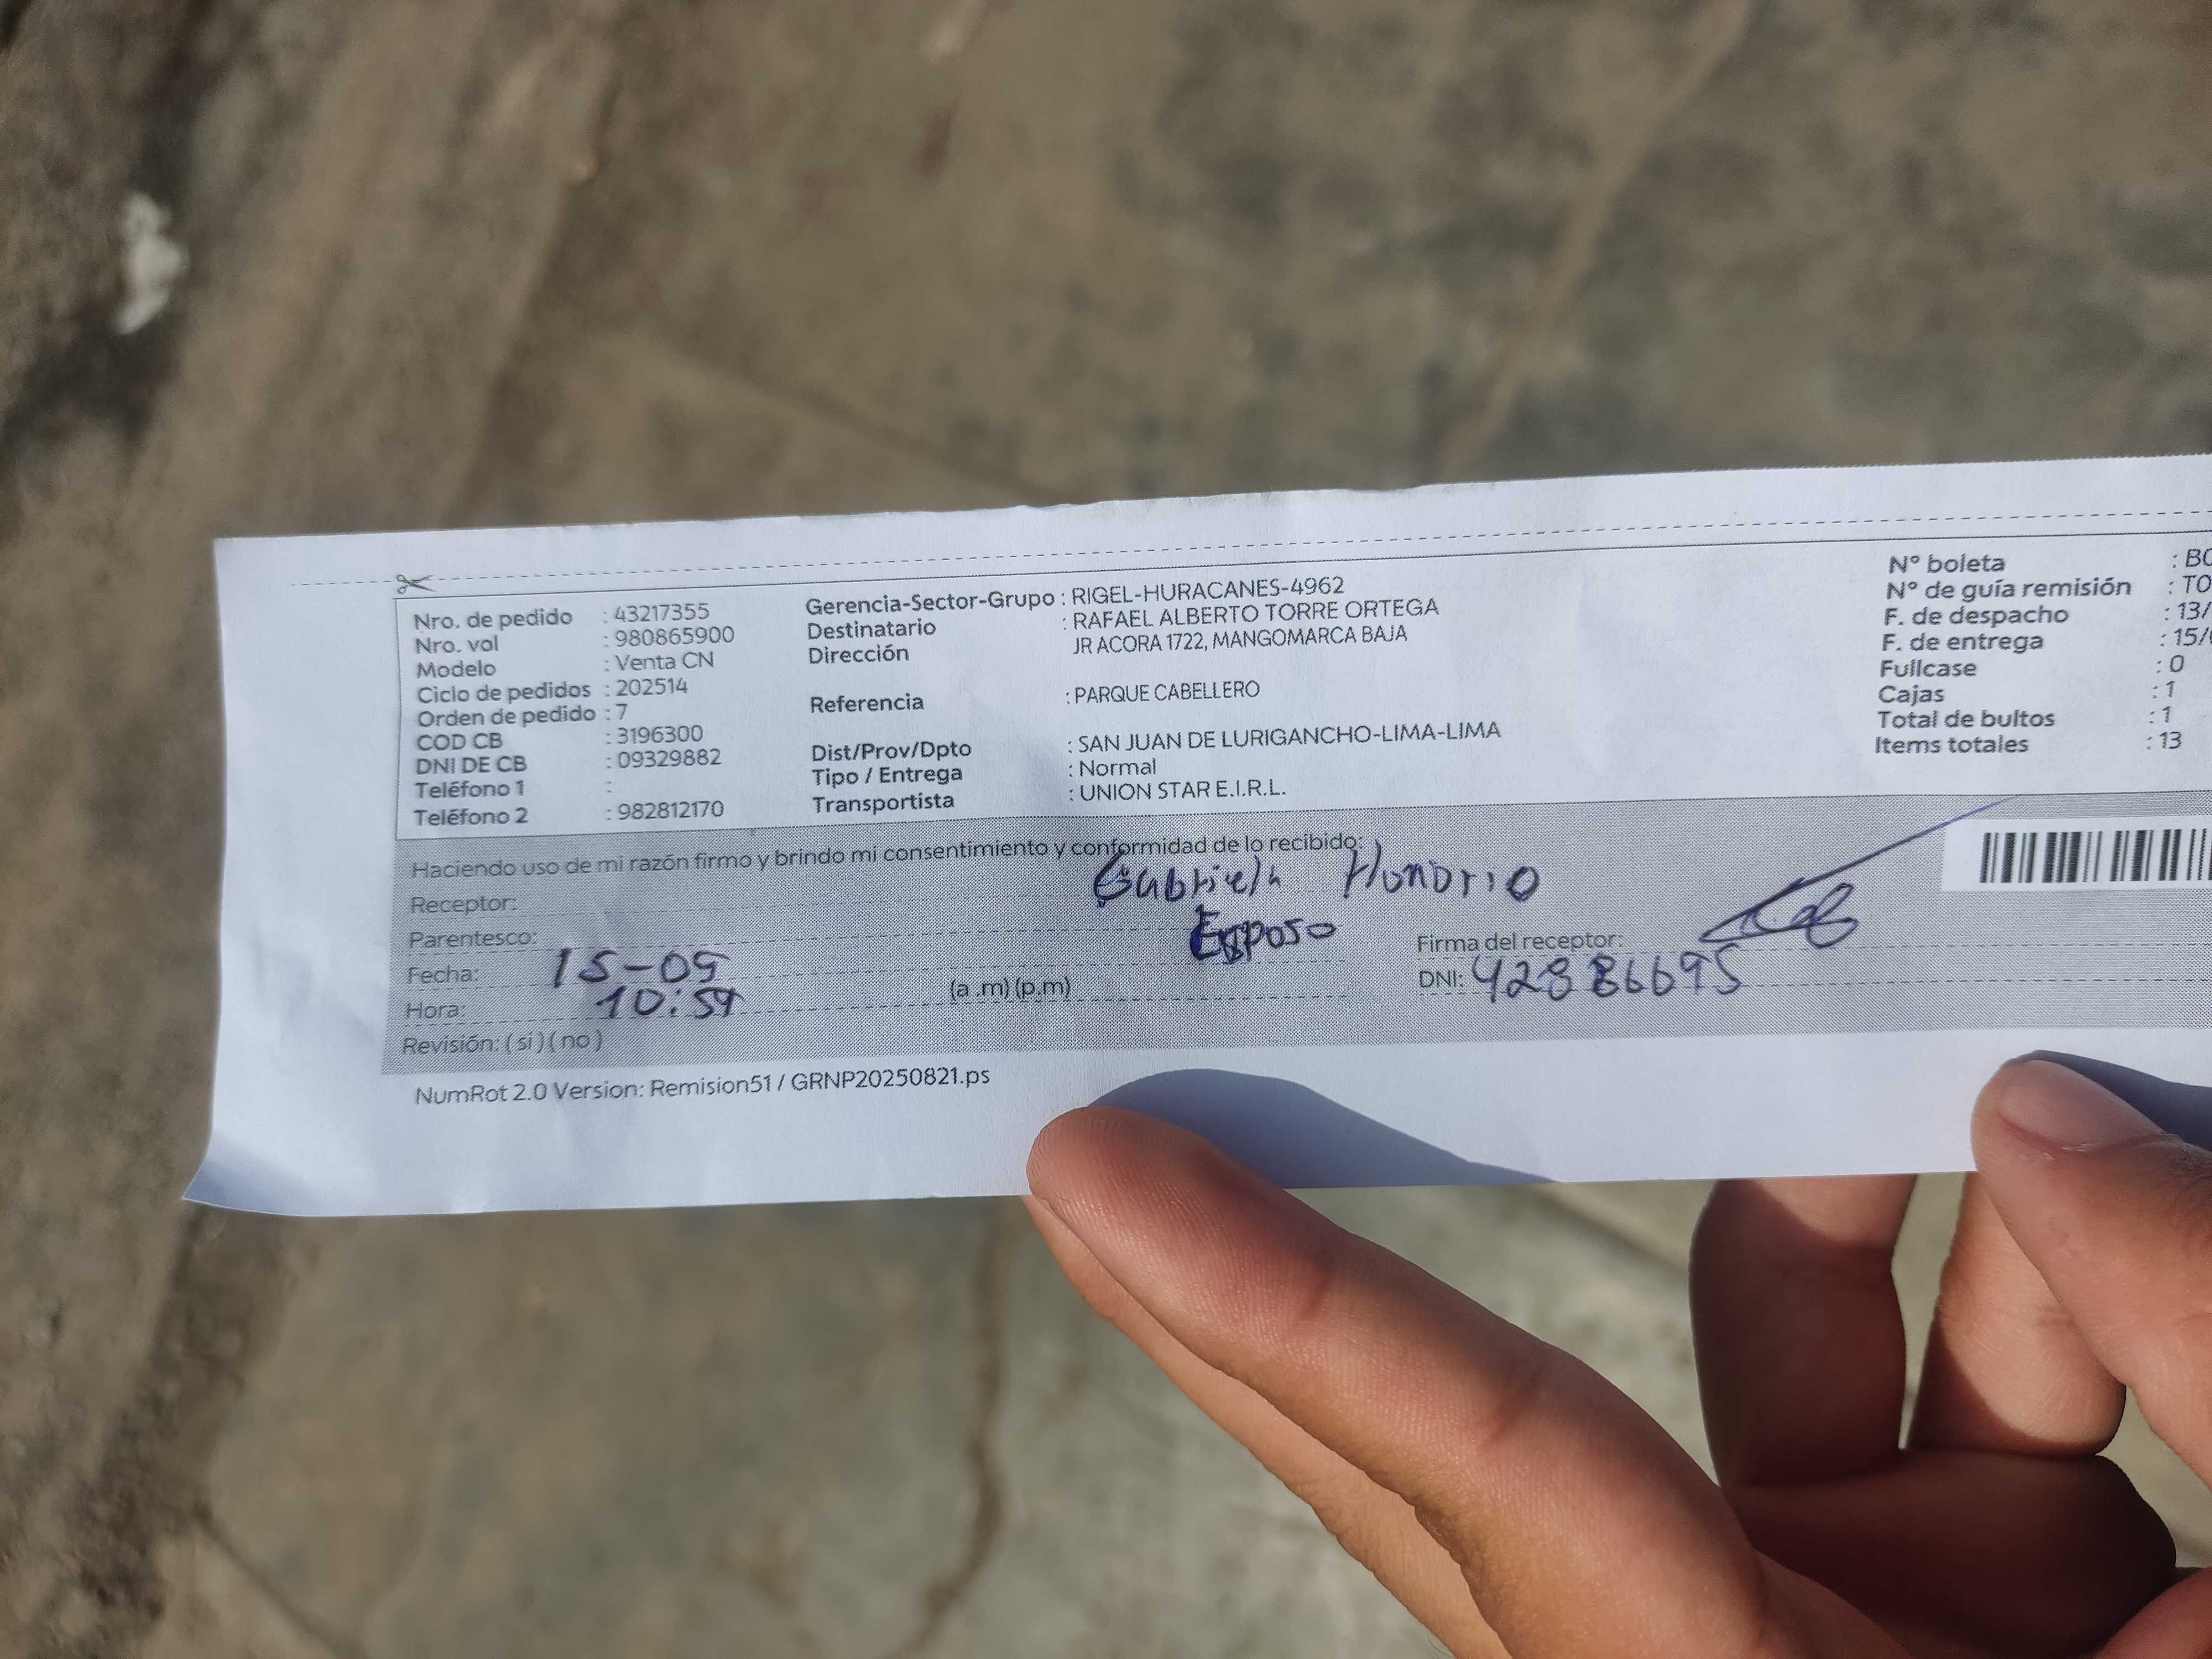 Nro. de pedido : 43217355
Nro. vol : 980865900
Modelo : Venta CN
Ciclo de pedidos : 202514
Orden de pedido : 7
COD CB : 3196300
DNI DE CB : 09329882
Teléfono 1 :
Teléfono 2 : 982812170
Gerencia-Sector-Grupo : RIGEL-HURACANES-4962
Destinatario : RAFAEL ALBERTO TORRE ORTEGA
Dirección JR ACORA 1722, MANGOMARCA BAJA
Referencia : PARQUE CABELLERO
Dist/Prov/Dpto : SAN JUAN DE LURIGANCHO-LIMA-LIMA
Tipo / Entrega : Normal
Transportista : UNION STAR E.I.R.L.
N° boleta : BO
N° de guía remisión : TO
F. de despacho : 13/
F. de entrega : 15/
Fullcase : 0
Cajas : 1
Total de bultos : 1
Items totales : 13
Haciendo uso de mi razón firmo y brindo mi consentimiento y conformidad de lo recibido:
Receptor: Gabriela Honorio
Parentesco: Esposo
Firma del receptor:
Fecha: 15-09
DNI: 42886695
Hora: 10:59 (a .m) (p.m)
Revisión: ( si ) ( no )
NumRot 2.0 Version: Remision51 / GRNP20250821.ps